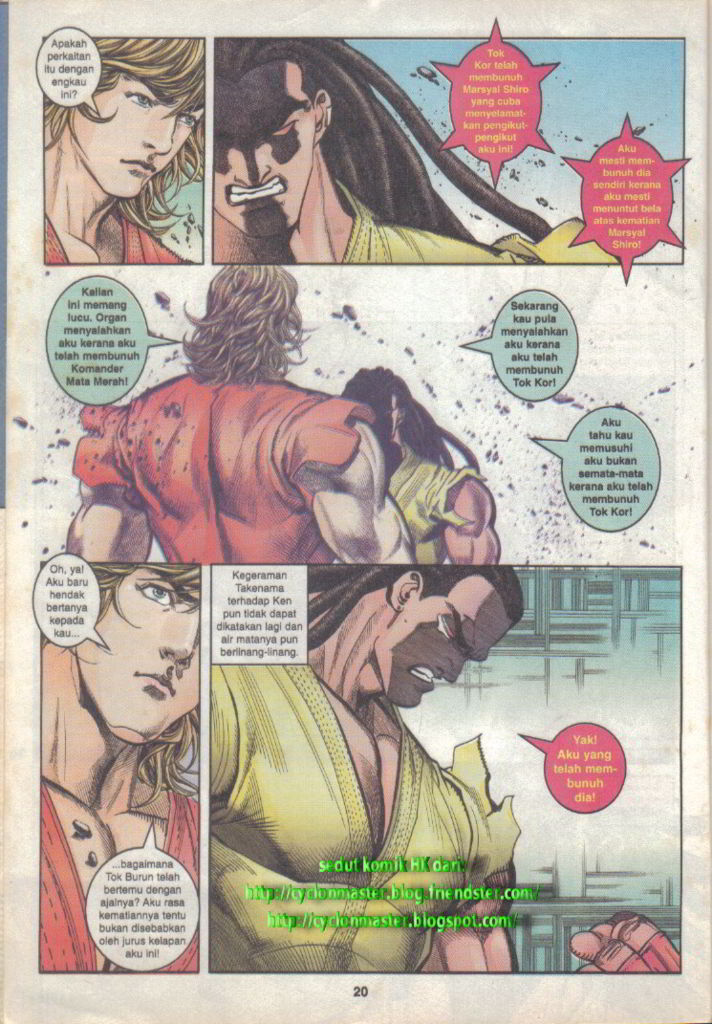 Apakah
perkaitan
itu dengan
engkau
ini?
Tok
Kor telah
membunuh
Marsyal Shiro
yang cuba
menyelamat-
kan pengikut-
pengikut
aku ini!
Aku
mesti mem-
bunuh dia
sendiri kerana
aku mesti
menuntut bela
atas kematian
Marsyal
Shiro!
Kalian
ini memang
lucu. Organ
menyalahkan
aku kerana aku
telah membunuh
Komander
Mata Merah!
Sekarang
kau pula
menyalahkan
aku kerana
aku telah
membunuh
Tok Kor!
Aku
tahu kau
memusuhi
aku bukan
semata-mata
kerana aku telah
membunuh
Tok Kor!
Oh, ya!
Aku baru
hendak
bertanya
kepada
kau...
...bagaimana
Tok Burun telah
bertemu dengan
ajalnya? Aku rasa
kematiannya tentu
bukan disebabkan
oleh jurus kelapan
aku ini!
Kegeraman
Takenama
terhadap Ken
pun tidak dapat
dikatakan lagi dan
air matanya pun
berlinang-linang.
Yak!
Aku yang
telah mem-
bunuh
dia!
sedut komik HK dari:
http://cyclonmaster.blog.friendster.com/
http://cyclonmaster.blogspot.com/
20